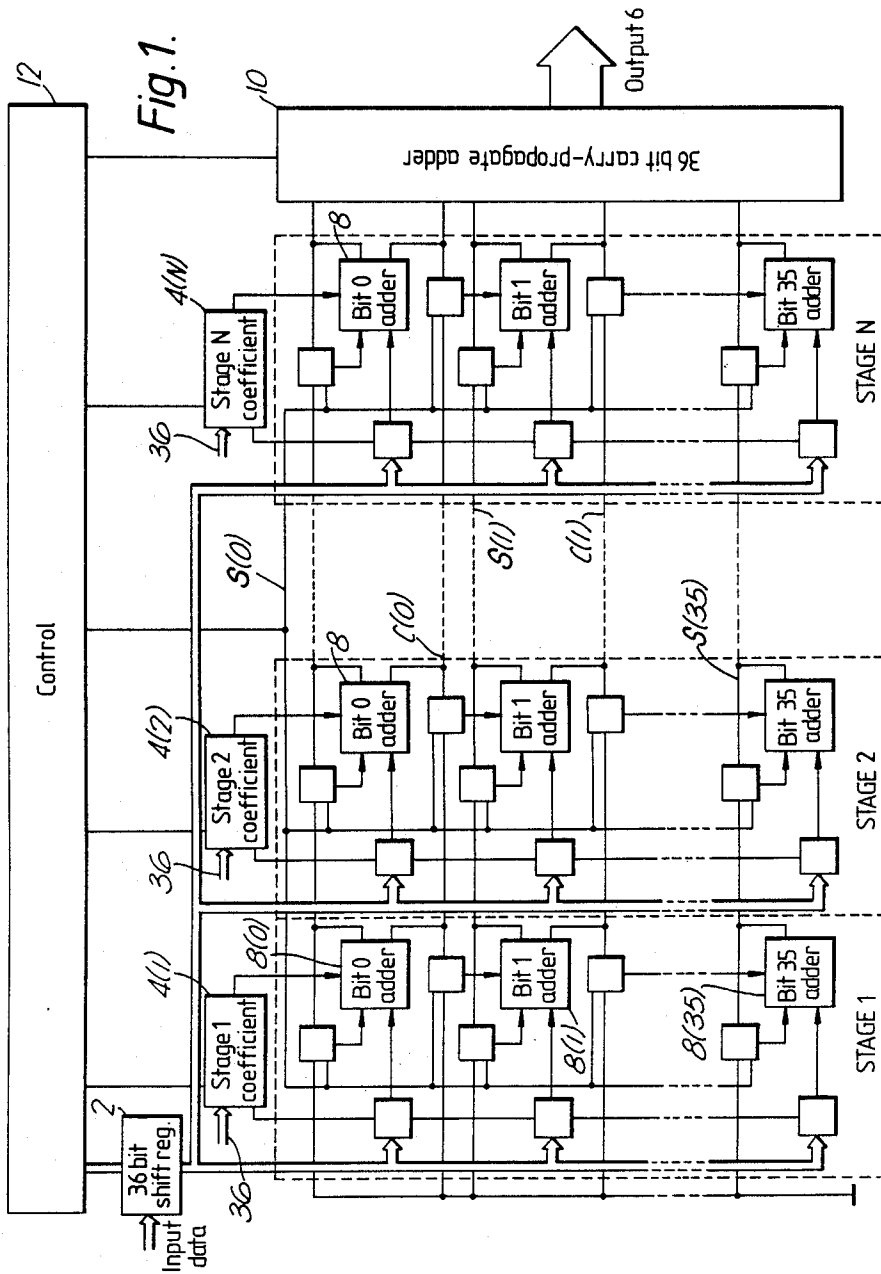 Fig.1.
12
Control
2
36 bit
shift reg.
Input
data
4(1)
Stage 1
coefficient
36
4(2)
Stage 2
coefficient
36
4(N)
Stage N
coefficient
36
10
36 bit carry-propagate adder
Output 6
S(0)
8(0)
Bit 0
adder
8
Bit 0
adder
C(0)
8
Bit 0
adder
Bit 1
adder
8(1)
Bit 1
adder
S(1)
C(1)
Bit 1
adder
8(35)
Bit 35
adder
Bit 35
adder
S(35)
Bit 35
adder
STAGE 1
STAGE 2
STAGE N